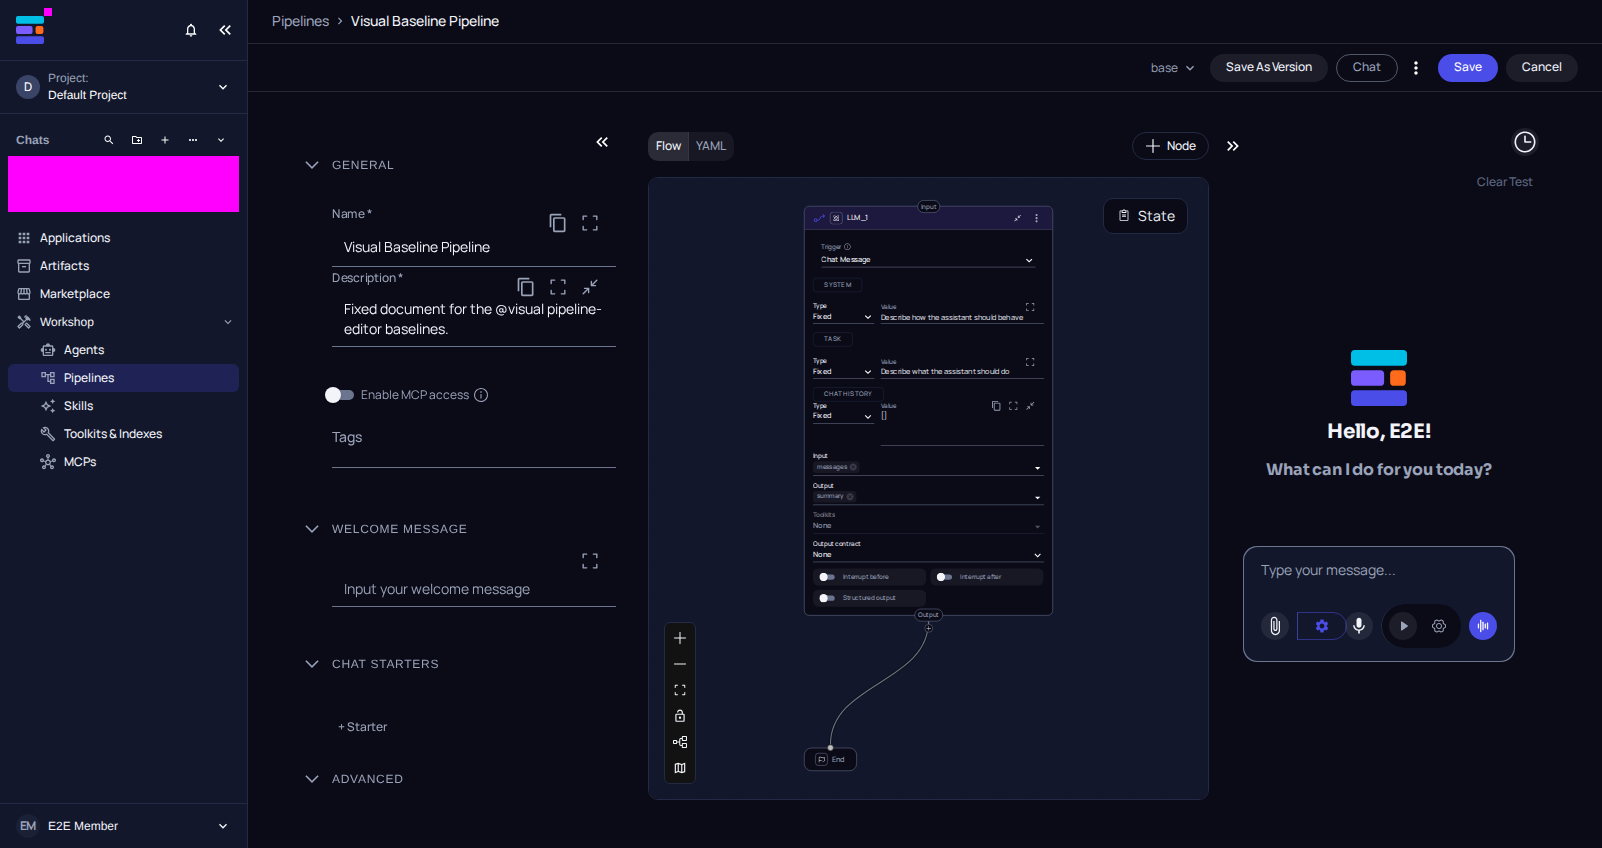 Pipelines > Visual Baseline Pipeline
Project:
D
Default Project
base
Save As Version
Chat
Save
Cancel
Chats
Applications
Artifacts
Marketplace
Workshop
Agents
Pipelines
Skills
Toolkits & Indexes
MCPs
EM
E2E Member
GENERAL
Name *
Visual Baseline Pipeline
Description *
Fixed document for the @visual pipeline-
editor baselines.
Enable MCP access
Tags
WELCOME MESSAGE
Input your welcome message
CHAT STARTERS
+ Starter
ADVANCED
Flow
YAML
Node
State
Input
LLM_1
Trigger
Chat Message
SYSTEM
Type
Value
Fixed
Describe how the assistant should behave
TASK
Type
Value
Fixed
Describe what the assistant should do
CHAT HISTORY
Type
Value
Fixed
[]
Input
messages
Output
summary
Toolkits
None
Output contract
None
Interrupt before
Interrupt after
Structured output
Output
End
Clear Test
Hello, E2E!
What can I do for you today?
Type your message...